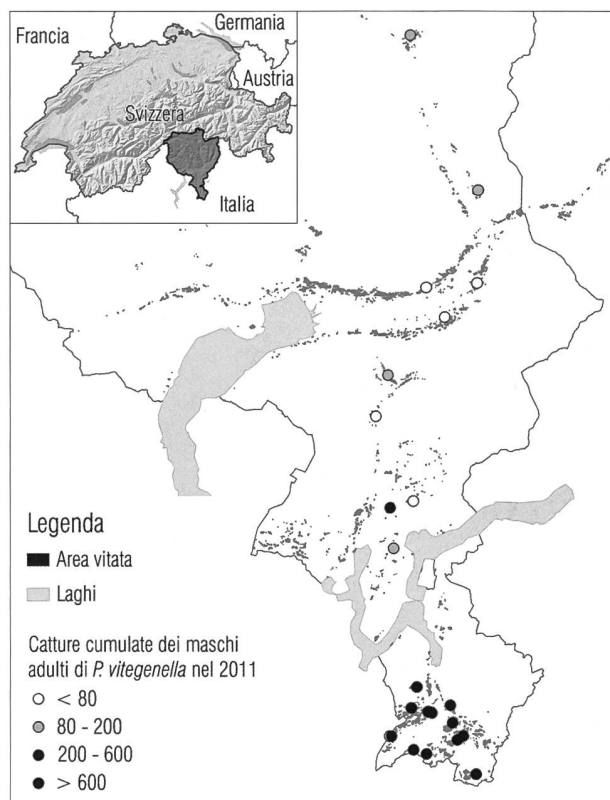 Francia
Germania
Austria
Svizzera
Italia
Legenda
Area vitata
Laghi
Catture cumulate dei maschi
adulti di P. vitegenella nel 2011
< 80
80 - 200
200 - 600
> 600